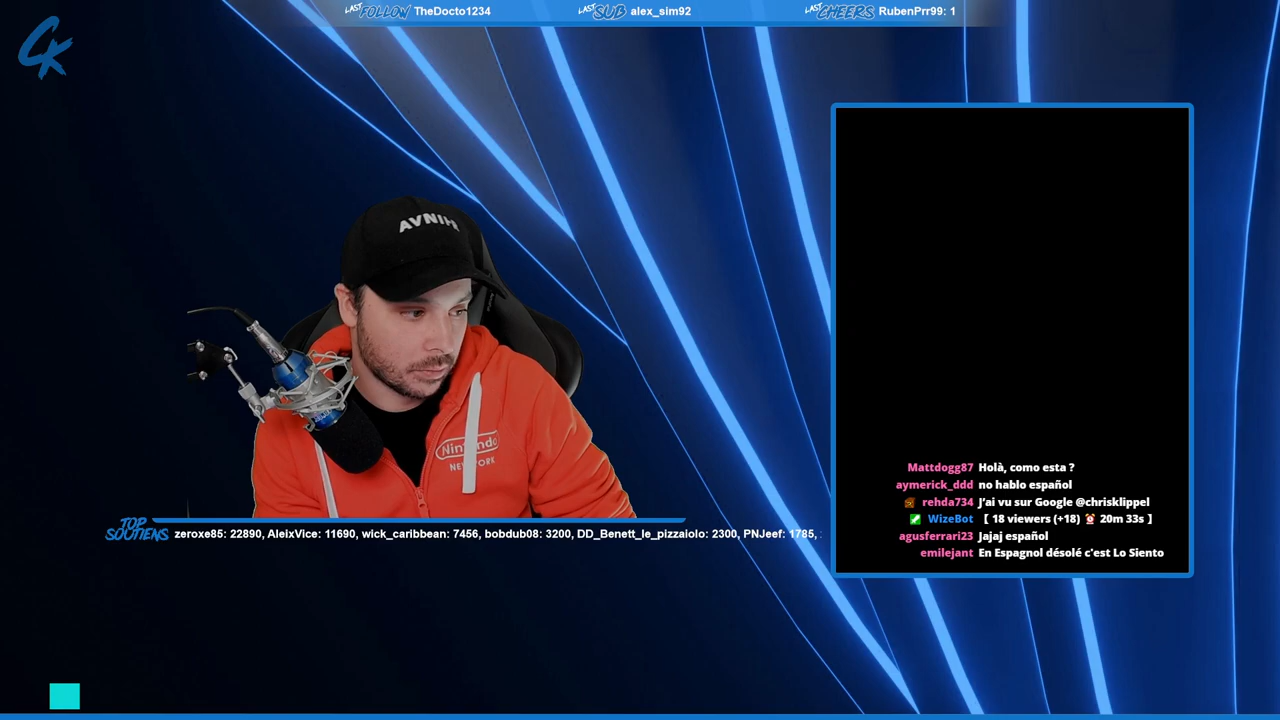 LAST FOLLOW TheDocto1234
LAST SUB alex_sim92
LAST CHEERS RubenPrr99: 1
CK
AVNIR
Nintendo
NEW YORK
Mattdogg87 Holà, como esta ?
aymerick_ddd no hablo español
rehda734 J'ai vu sur Google @chrisklippel
WizeBot 【 18 viewers (+18) ⏰ 20m 33s 】
agusferrari23 Jajaj español
emilejant En Espagnol désolé c'est Lo Siento
TOP SOUTIENS zeroxe85: 22890, AleixVice: 11690, wick_caribbean: 7456, bobdub08: 3200, DD_Benett_le_pizzaiolo: 2300, PNJeef: 1785,